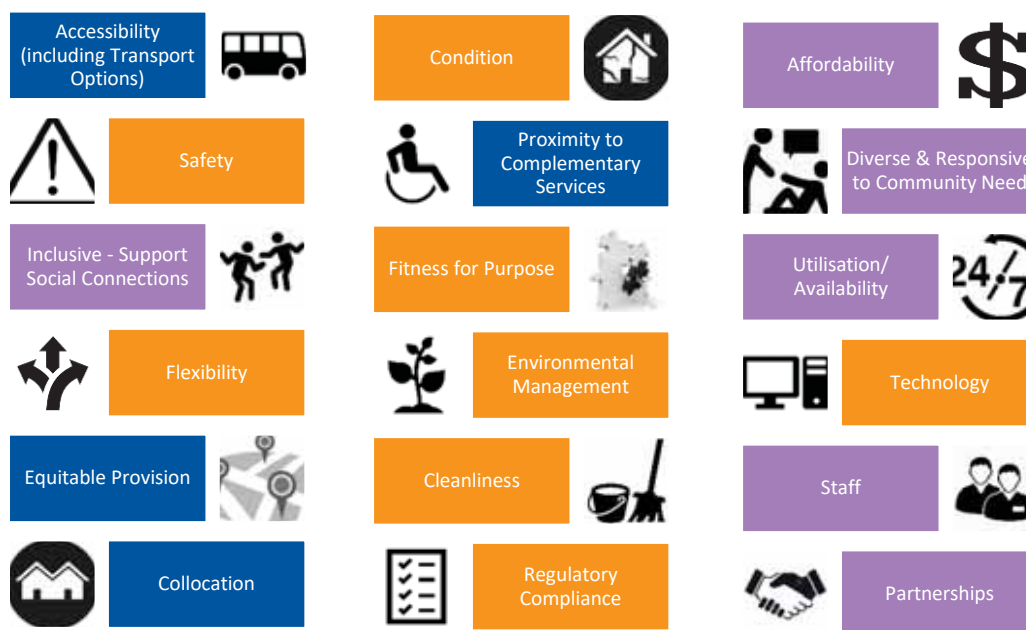 Accessibility
(including Transport
Options)
Condition
Affordability
$
Safety
Proximity to
Complementary
Services
Diverse & Responsive
to Community Need
Inclusive - Support
Social Connections
Fitness for Purpose
Utilisation/
Availability
24/7
Flexibility
Environmental
Management
Technology
Equitable Provision
Cleanliness
Staff
Collocation
Regulatory
Compliance
Partnerships